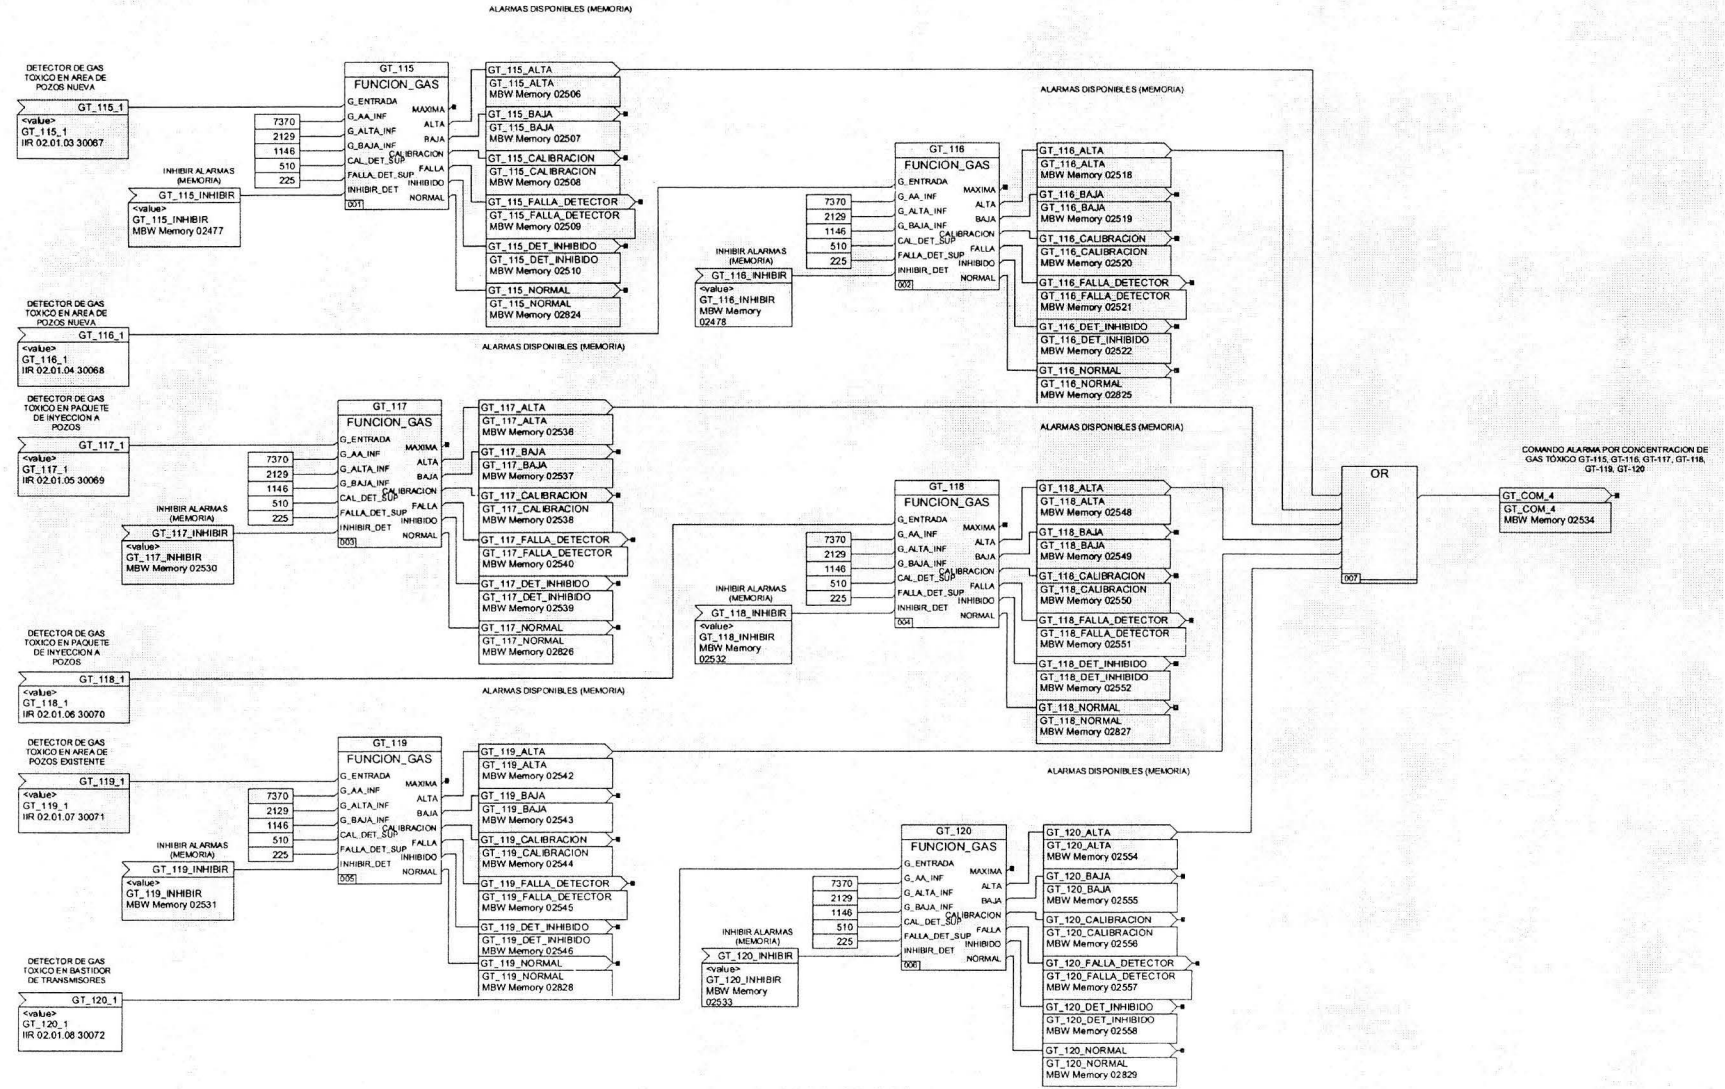 ALARMAS DISPONIBLES (MEMORIA)
DETECTOR DE GAS
TOXICO EN AREA DE
POZOS NUEVA
GT_115_1
<value>
GT_115_1
IIR 02.01.03 30067
INHIBIR ALARMAS
(MEMORIA)
GT_115_INHIBIR
<value>
GT_115_INHIBIR
MBW Memory 02477
7370
2129
1146
510
225
GT_115
FUNCION_GAS
G_ENTRADA
G_AA_INF
G_ALTA_INF
G_BAJA_INF
CAL_DET_SUP
FALLA_DET_SUP
INHIBIR_DET
MAXIMA
ALTA
BAJA
CALIBRACION
FALLA
INHIBIDO
NORMAL
001
GT_115_ALTA
GT_115_ALTA
MBW Memory 02506
GT_115_BAJA
GT_115_BAJA
MBW Memory 02507
GT_115_CALIBRACION
GT_115_CALIBRACION
MBW Memory 02508
GT_115_FALLA_DETECTOR
GT_115_FALLA_DETECTOR
MBW Memory 02509
GT_115_DET_INHIBIDO
GT_115_DET_INHIBIDO
MBW Memory 02510
GT_115_NORMAL
GT_115_NORMAL
MBW Memory 02824
DETECTOR DE GAS
TOXICO EN AREA DE
POZOS NUEVA
GT_116_1
<value>
GT_116_1
IIR 02.01.04 30068
ALARMAS DISPONIBLES (MEMORIA)
INHIBIR ALARMAS
(MEMORIA)
GT_116_INHIBIR
<value>
GT_116_INHIBIR
MBW Memory
02478
7370
2129
1146
510
225
GT_116
FUNCION_GAS
G_ENTRADA
G_AA_INF
G_ALTA_INF
G_BAJA_INF
CAL_DET_SUP
FALLA_DET_SUP
INHIBIR_DET
MAXIMA
ALTA
BAJA
CALIBRACION
FALLA
INHIBIDO
NORMAL
002
GT_116_ALTA
GT_116_ALTA
MBW Memory 02518
GT_116_BAJA
GT_116_BAJA
MBW Memory 02519
GT_116_CALIBRACION
GT_116_CALIBRACION
MBW Memory 02520
GT_116_FALLA_DETECTOR
GT_116_FALLA_DETECTOR
MBW Memory 02521
GT_116_DET_INHIBIDO
GT_116_DET_INHIBIDO
MBW Memory 02522
GT_116_NORMAL
GT_116_NORMAL
MBW Memory 02825
ALARMAS DISPONIBLES (MEMORIA)
DETECTOR DE GAS
TOXICO EN PAQUETE
DE INYECCION A
POZOS
GT_117_1
<value>
GT_117_1
IIR 02.01.05 30069
INHIBIR ALARMAS
(MEMORIA)
GT_117_INHIBIR
<value>
GT_117_INHIBIR
MBW Memory 02530
7370
2129
1146
510
225
GT_117
FUNCION_GAS
G_ENTRADA
G_AA_INF
G_ALTA_INF
G_BAJA_INF
CAL_DET_SUP
FALLA_DET_SUP
INHIBIR_DET
MAXIMA
ALTA
BAJA
CALIBRACION
FALLA
INHIBIDO
NORMAL
003
GT_117_ALTA
GT_117_ALTA
MBW Memory 02536
GT_117_BAJA
GT_117_BAJA
MBW Memory 02537
GT_117_CALIBRACION
GT_117_CALIBRACION
MBW Memory 02538
GT_117_FALLA_DETECTOR
GT_117_FALLA_DETECTOR
MBW Memory 02540
GT_117_DET_INHIBIDO
GT_117_DET_INHIBIDO
MBW Memory 02539
GT_117_NORMAL
GT_117_NORMAL
MBW Memory 02826
ALARMAS DISPONIBLES (MEMORIA)
DETECTOR DE GAS
TOXICO EN PAQUETE
DE INYECCION A
POZOS
GT_118_1
<value>
GT_118_1
IIR 02.01.06 30070
ALARMAS DISPONIBLES (MEMORIA)
INHIBIR ALARMAS
(MEMORIA)
GT_118_INHIBIR
<value>
GT_118_INHIBIR
MBW Memory
02532
7370
2129
1146
510
225
GT_118
FUNCION_GAS
G_ENTRADA
G_AA_INF
G_ALTA_INF
G_BAJA_INF
CAL_DET_SUP
FALLA_DET_SUP
INHIBIR_DET
MAXIMA
ALTA
BAJA
CALIBRACION
FALLA
INHIBIDO
NORMAL
004
GT_118_ALTA
GT_118_ALTA
MBW Memory 02548
GT_118_BAJA
GT_118_BAJA
MBW Memory 02549
GT_118_CALIBRACION
GT_118_CALIBRACION
MBW Memory 02550
GT_118_FALLA_DETECTOR
GT_118_FALLA_DETECTOR
MBW Memory 02551
GT_118_DET_INHIBIDO
GT_118_DET_INHIBIDO
MBW Memory 02552
GT_118_NORMAL
GT_118_NORMAL
MBW Memory 02827
DETECTOR DE GAS
TOXICO EN AREA DE
POZOS EXISTENTE
GT_119_1
<value>
GT_119_1
IIR 02.01.07 30071
INHIBIR ALARMAS
(MEMORIA)
GT_119_INHIBIR
<value>
GT_119_INHIBIR
MBW Memory 02531
7370
2129
1146
510
225
GT_119
FUNCION_GAS
G_ENTRADA
G_AA_INF
G_ALTA_INF
G_BAJA_INF
CAL_DET_SUP
FALLA_DET_SUP
INHIBIR_DET
MAXIMA
ALTA
BAJA
CALIBRACION
FALLA
INHIBIDO
NORMAL
005
GT_119_ALTA
GT_119_ALTA
MBW Memory 02542
GT_119_BAJA
GT_119_BAJA
MBW Memory 02543
GT_119_CALIBRACION
GT_119_CALIBRACION
MBW Memory 02544
GT_119_FALLA_DETECTOR
GT_119_FALLA_DETECTOR
MBW Memory 02545
GT_119_DET_INHIBIDO
GT_119_DET_INHIBIDO
MBW Memory 02546
GT_119_NORMAL
GT_119_NORMAL
MBW Memory 02828
DETECTOR DE GAS
TOXICO EN BASTIDOR
DE TRANSMISORES
GT_120_1
<value>
GT_120_1
IIR 02.01.08 30072
ALARMAS DISPONIBLES (MEMORIA)
INHIBIR ALARMAS
(MEMORIA)
GT_120_INHIBIR
<value>
GT_120_INHIBIR
MBW Memory
02533
7370
2129
1146
510
225
GT_120
FUNCION_GAS
G_ENTRADA
G_AA_INF
G_ALTA_INF
G_BAJA_INF
CAL_DET_SUP
FALLA_DET_SUP
INHIBIR_DET
MAXIMA
ALTA
BAJA
CALIBRACION
FALLA
INHIBIDO
NORMAL
006
GT_120_ALTA
GT_120_ALTA
MBW Memory 02554
GT_120_BAJA
GT_120_BAJA
MBW Memory 02555
GT_120_CALIBRACION
GT_120_CALIBRACION
MBW Memory 02556
GT_120_FALLA_DETECTOR
GT_120_FALLA_DETECTOR
MBW Memory 02557
GT_120_DET_INHIBIDO
GT_120_DET_INHIBIDO
MBW Memory 02558
GT_120_NORMAL
GT_120_NORMAL
MBW Memory 02829
OR
007
COMANDO ALARMA POR CONCENTRACION DE
GAS TÓXICO GT-115, GT-116, GT-117, GT-118,
GT-119, GT-120
GT_COM_4
GT_COM_4
MBW Memory 02534